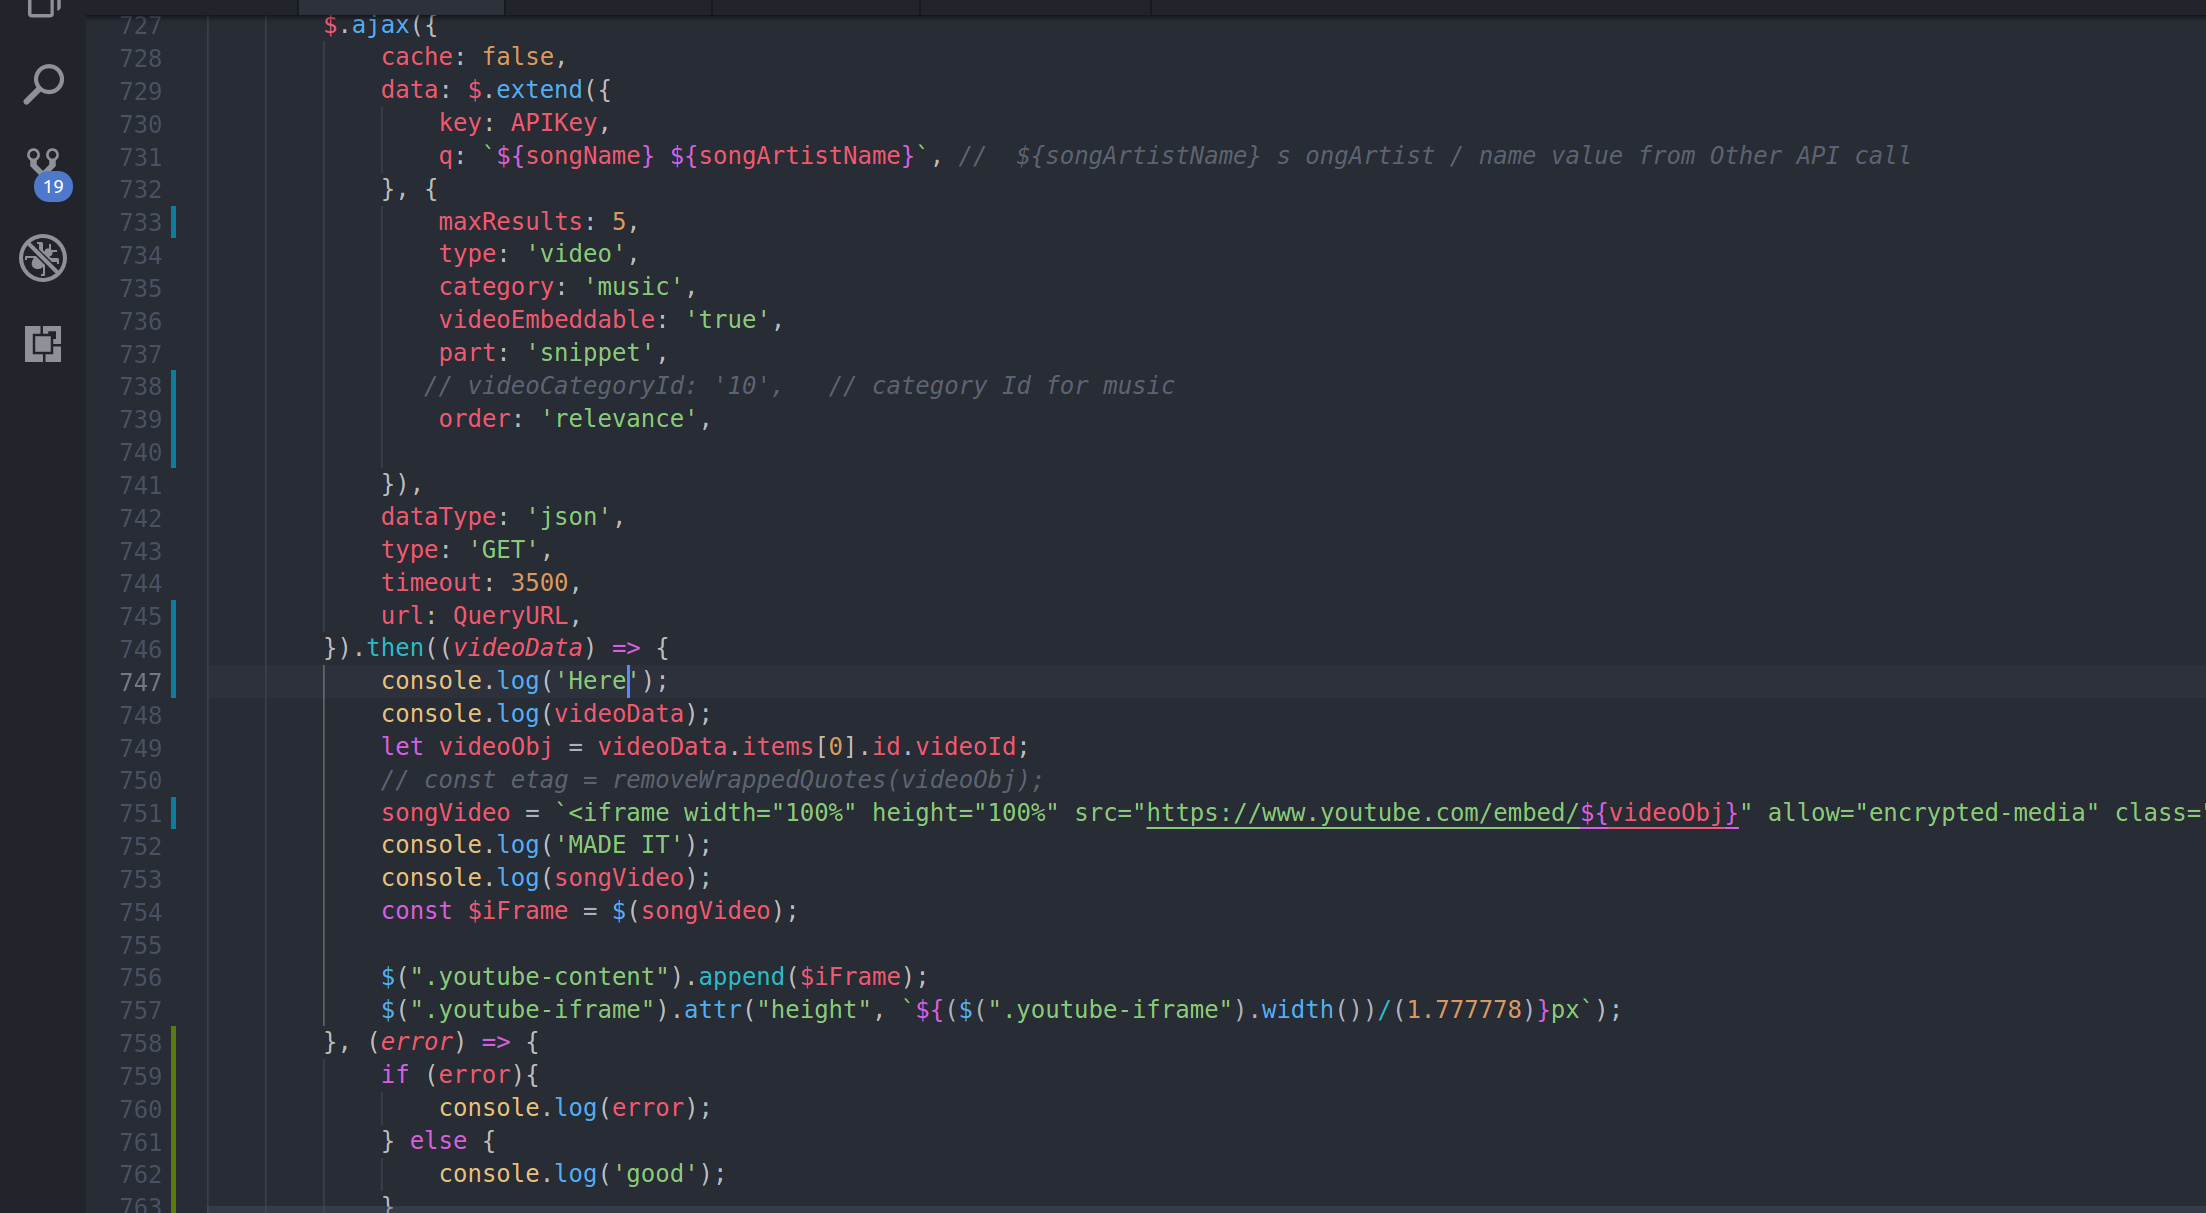 727 $.ajax({
728 cache: false,
729 data: $.extend({
730 key: APIKey,
731 q: `${songName} ${songArtistName}`, //  ${songArtistName} s ongArtist / name value from Other API call
732 }, {
733 maxResults: 5,
734 type: 'video',
735 category: 'music',
736 videoEmbeddable: 'true',
737 part: 'snippet',
738 // videoCategoryId: '10',   // category Id for music
739 order: 'relevance',
740
741 }),
742 dataType: 'json',
743 type: 'GET',
744 timeout: 3500,
745 url: QueryURL,
746 }).then((videoData) => {
747 console.log('Here');
748 console.log(videoData);
749 let videoObj = videoData.items[0].id.videoId;
750 // const etag = removeWrappedQuotes(videoObj);
751 songVideo = `<iframe width="100%" height="100%" src="https://www.youtube.com/embed/${videoObj}" allow="encrypted-media" class="
752 console.log('MADE IT');
753 console.log(songVideo);
754 const $iFrame = $(songVideo);
755
756 $(".youtube-content").append($iFrame);
757 $(".youtube-iframe").attr("height", `${($(".youtube-iframe").width())/(1.777778)}px`);
758 }, (error) => {
759 if (error){
760 console.log(error);
761 } else {
762 console.log('good');
763 }
19